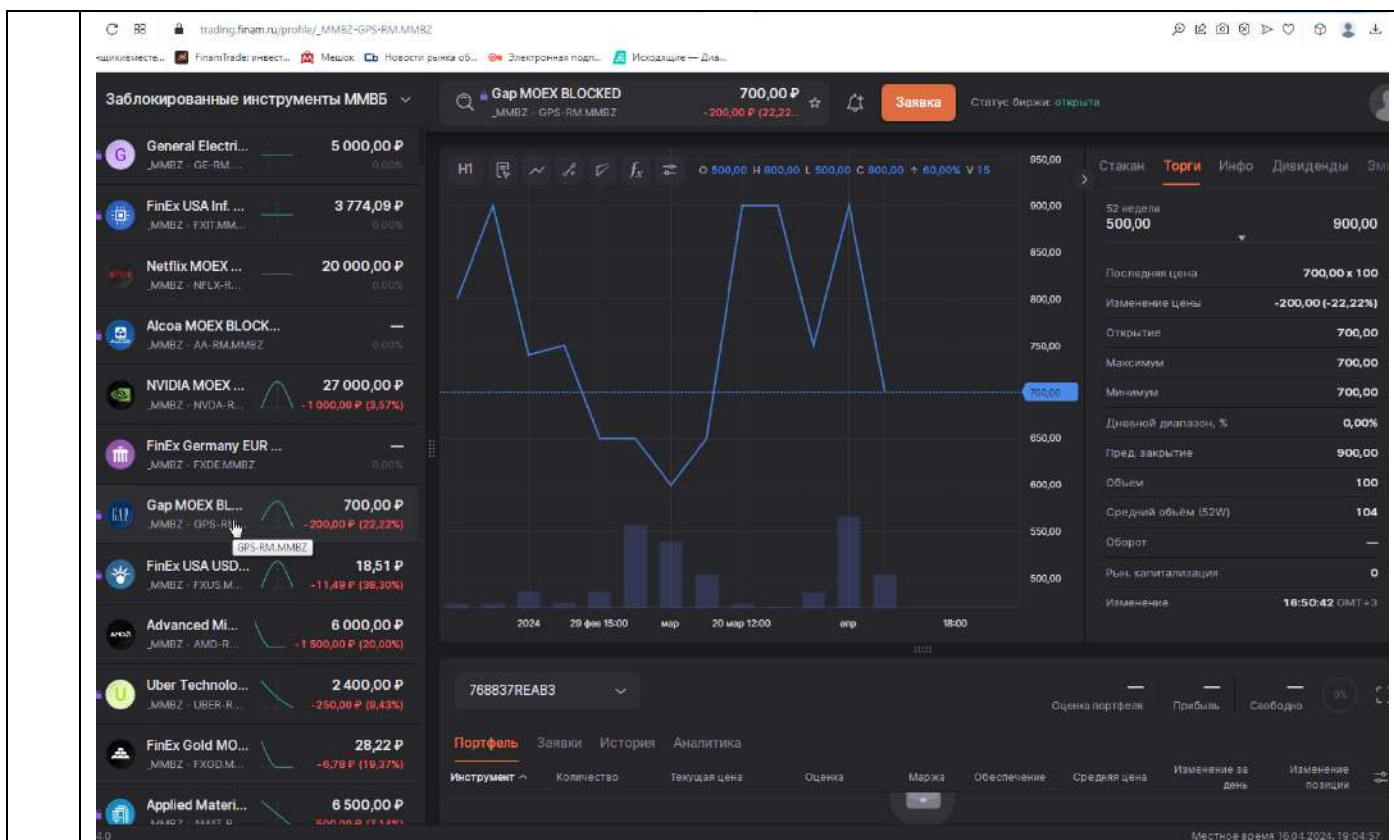 trading.finam.ru/profile/_MMBZ-GPS-RM.MMBZ
FinamTrade: инвест... Мешок Новости рынка об... Электронная подп... Исходящие — Диа...
Заблокированные инструменты ММВБ
General Electri... 5 000,00 ₽
_MMBZ - GE-RM.... 0,00%
FinEx USA Inf. ... 3 774,09 ₽
_MMBZ - FXIT.MM... 0,00%
Netflix MOEX ... 20 000,00 ₽
_MMBZ - NFLX-R... 0,00%
Alcoa MOEX BLOCK... —
_MMBZ - AA-RM.MMBZ 0,00%
NVIDIA MOEX ... 27 000,00 ₽
_MMBZ - NVDA-R... -1 000,00 ₽ (3,57%)
FinEx Germany EUR ... —
_MMBZ - FXDE.MMBZ 0,00%
Gap MOEX BL... 700,00 ₽
_MMBZ - GPS-RM... -200,00 ₽ (22,22%)
GPS-RM.MMBZ
FinEx USA USD... 18,51 ₽
_MMBZ - FXUS.M... -11,49 ₽ (38,30%)
Advanced Mi... 6 000,00 ₽
_MMBZ - AMD-R... -1 500,00 ₽ (20,00%)
Uber Technolo... 2 400,00 ₽
_MMBZ - UBER-R... -250,00 ₽ (9,43%)
FinEx Gold MO... 28,22 ₽
_MMBZ - FXGD.M... -6,78 ₽ (19,37%)
Applied Materi... 6 500,00 ₽
Gap MOEX BLOCKED 700,00 ₽
_MMBZ - GPS-RM.MMBZ -200,00 ₽ (22,22...
Заявка Статус биржи: открыта
H1 O 500,00 H 800,00 L 500,00 C 800,00 ↑ 60,00% V 15
950,00
900,00
850,00
800,00
750,00
700,00
650,00
600,00
550,00
500,00
2024 29 фев 15:00 мар 20 мар 12:00 апр 18:00
Стакан Торги Инфо Дивиденды Эм
52 недели
500,00 900,00
Последняя цена 700,00 x 100
Изменение цены -200,00 (-22,22%)
Открытие 700,00
Максимум 700,00
Минимум 700,00
Дневной диапазон, % 0,00%
Пред. закрытие 900,00
Объем 100
Средний объём (52W) 104
Оборот —
Рын. капитализация 0
Изменение 16:50:42 GMT+3
768837REAB3
— — — 0%
Оценка портфеля Прибыль Свободно
Портфель Заявки История Аналитика
Инструмент Количество Текущая цена Оценка Маржа Обеспечение Средняя цена Изменение за день Изменение позиции
Местное время 16.04.2024, 19:04:57